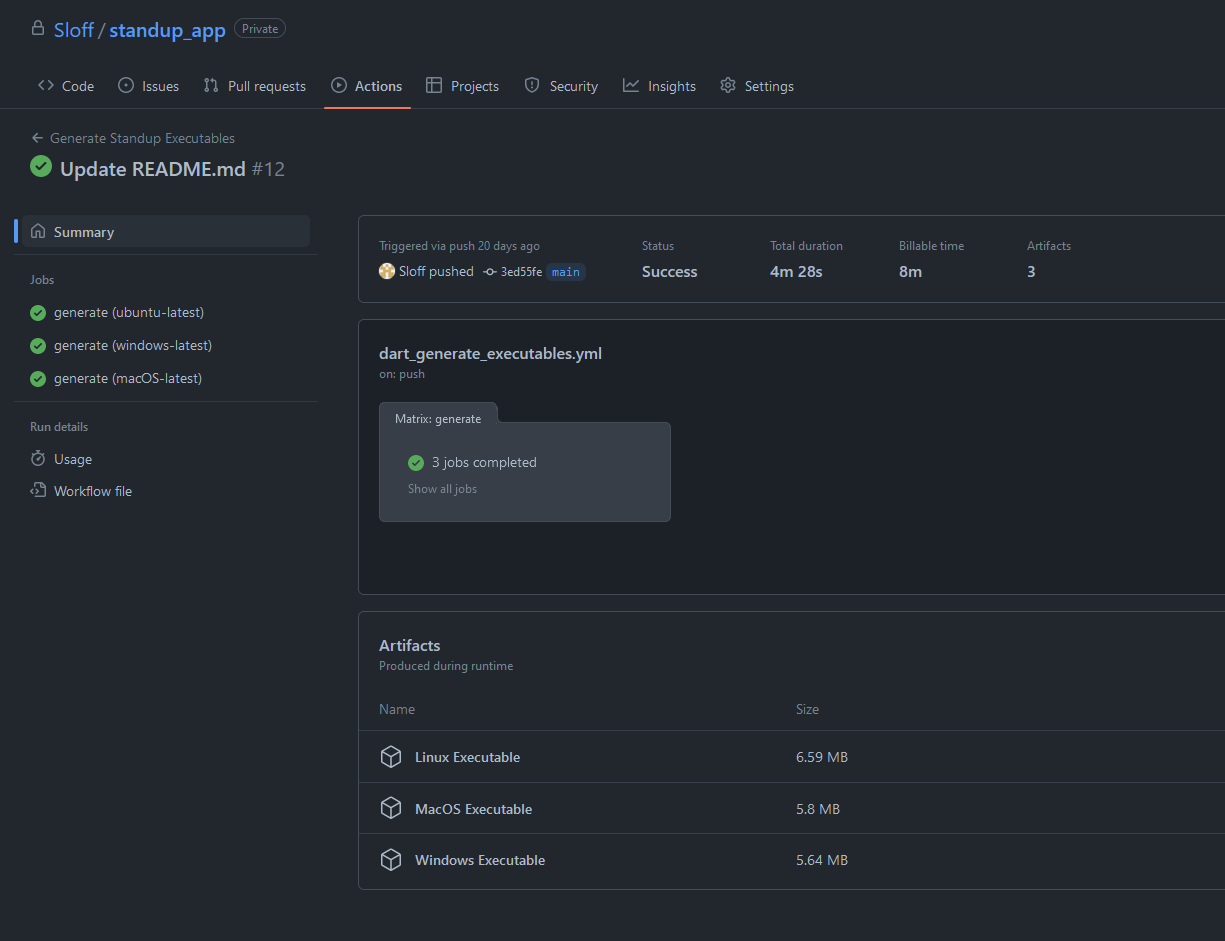 Sloff / standup_app Private
Code Issues Pull requests Actions Projects Security Insights Settings
Generate Standup Executables
Update README.md #12
Summary
Jobs
generate (ubuntu-latest)
generate (windows-latest)
generate (macOS-latest)
Run details
Usage
Workflow file
Triggered via push 20 days ago Status Total duration Billable time Artifacts
Sloff pushed 3ed55fe main Success 4m 28s 8m 3
dart_generate_executables.yml
on: push
Matrix: generate
3 jobs completed
Show all jobs
Artifacts
Produced during runtime
Name Size
Linux Executable 6.59 MB
MacOS Executable 5.8 MB
Windows Executable 5.64 MB